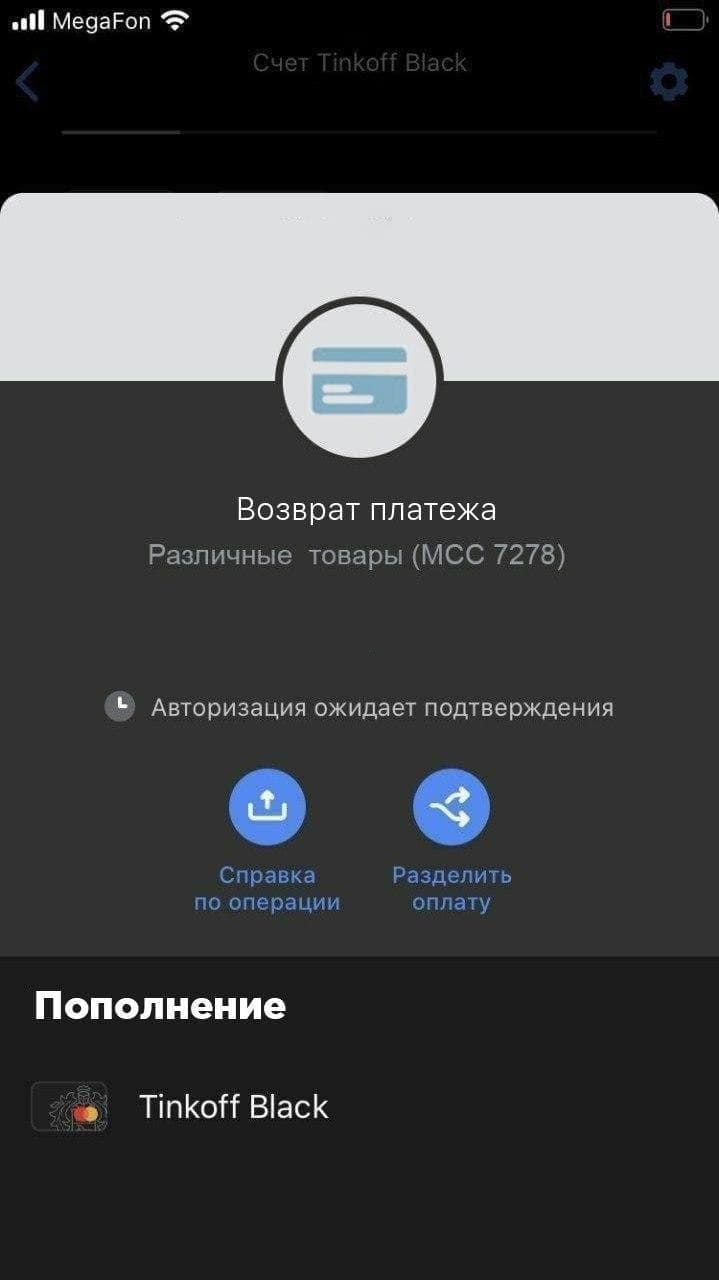 MegaFon
Счет Tinkoff Black
Возврат платежа
Различные товары (MCC 7278)
Авторизация ожидает подтверждения
Справка
по операции
Разделить
оплату
Пополнение
Tinkoff Black